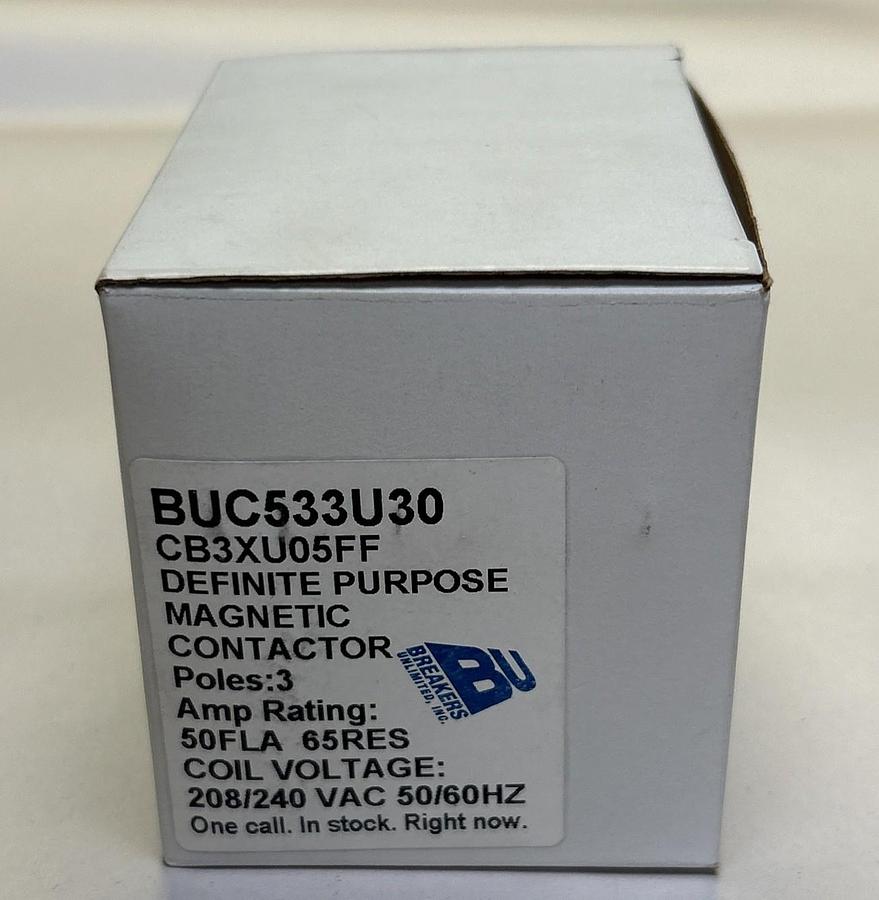 BUC533U30
CB3XU05FF
DEFINITE PURPOSE
MAGNETIC
CONTACTOR
Poles:3
Amp Rating:
50FLA 65RES
COIL VOLTAGE:
208/240 VAC 50/60HZ
One call. In stock. Right now.
BU
BREAKERS
UNLIMITED, INC.